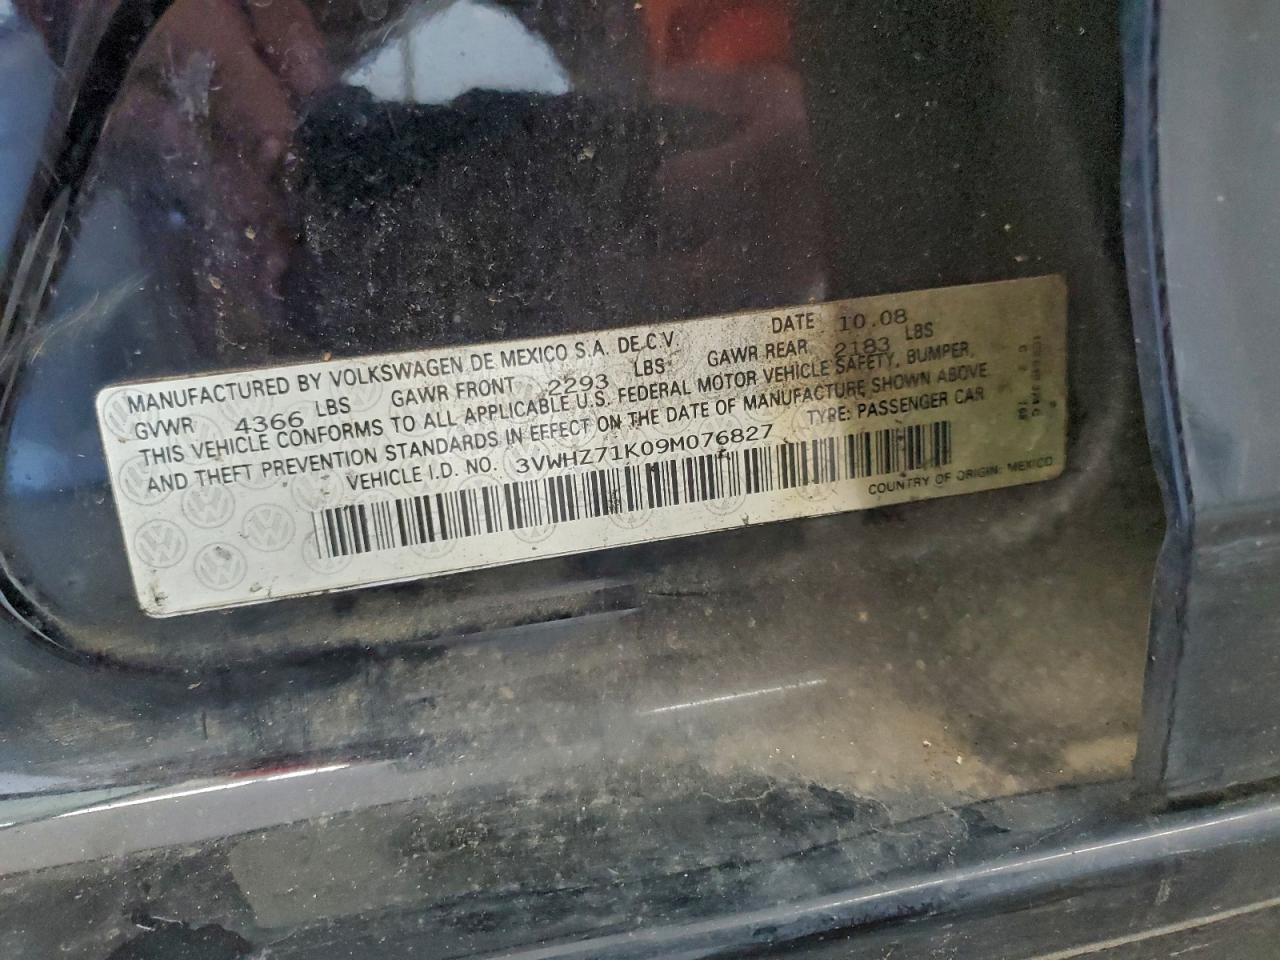 MANUFACTURED BY VOLKSWAGEN DE MEXICO S.A. DE C.V. DATE 10.08
GVWR 4366 LBS GAWR FRONT 2293 LBS GAWR REAR 2183 LBS
THIS VEHICLE CONFORMS TO ALL APPLICABLE U.S. FEDERAL MOTOR VEHICLE SAFETY, BUMPER,
AND THEFT PREVENTION STANDARDS IN EFFECT ON THE DATE OF MANUFACTURE SHOWN ABOVE
VEHICLE I.D. NO. 3VWHZ71K09M076827 TYPE: PASSENGER CAR
COUNTRY OF ORIGIN: MEXICO